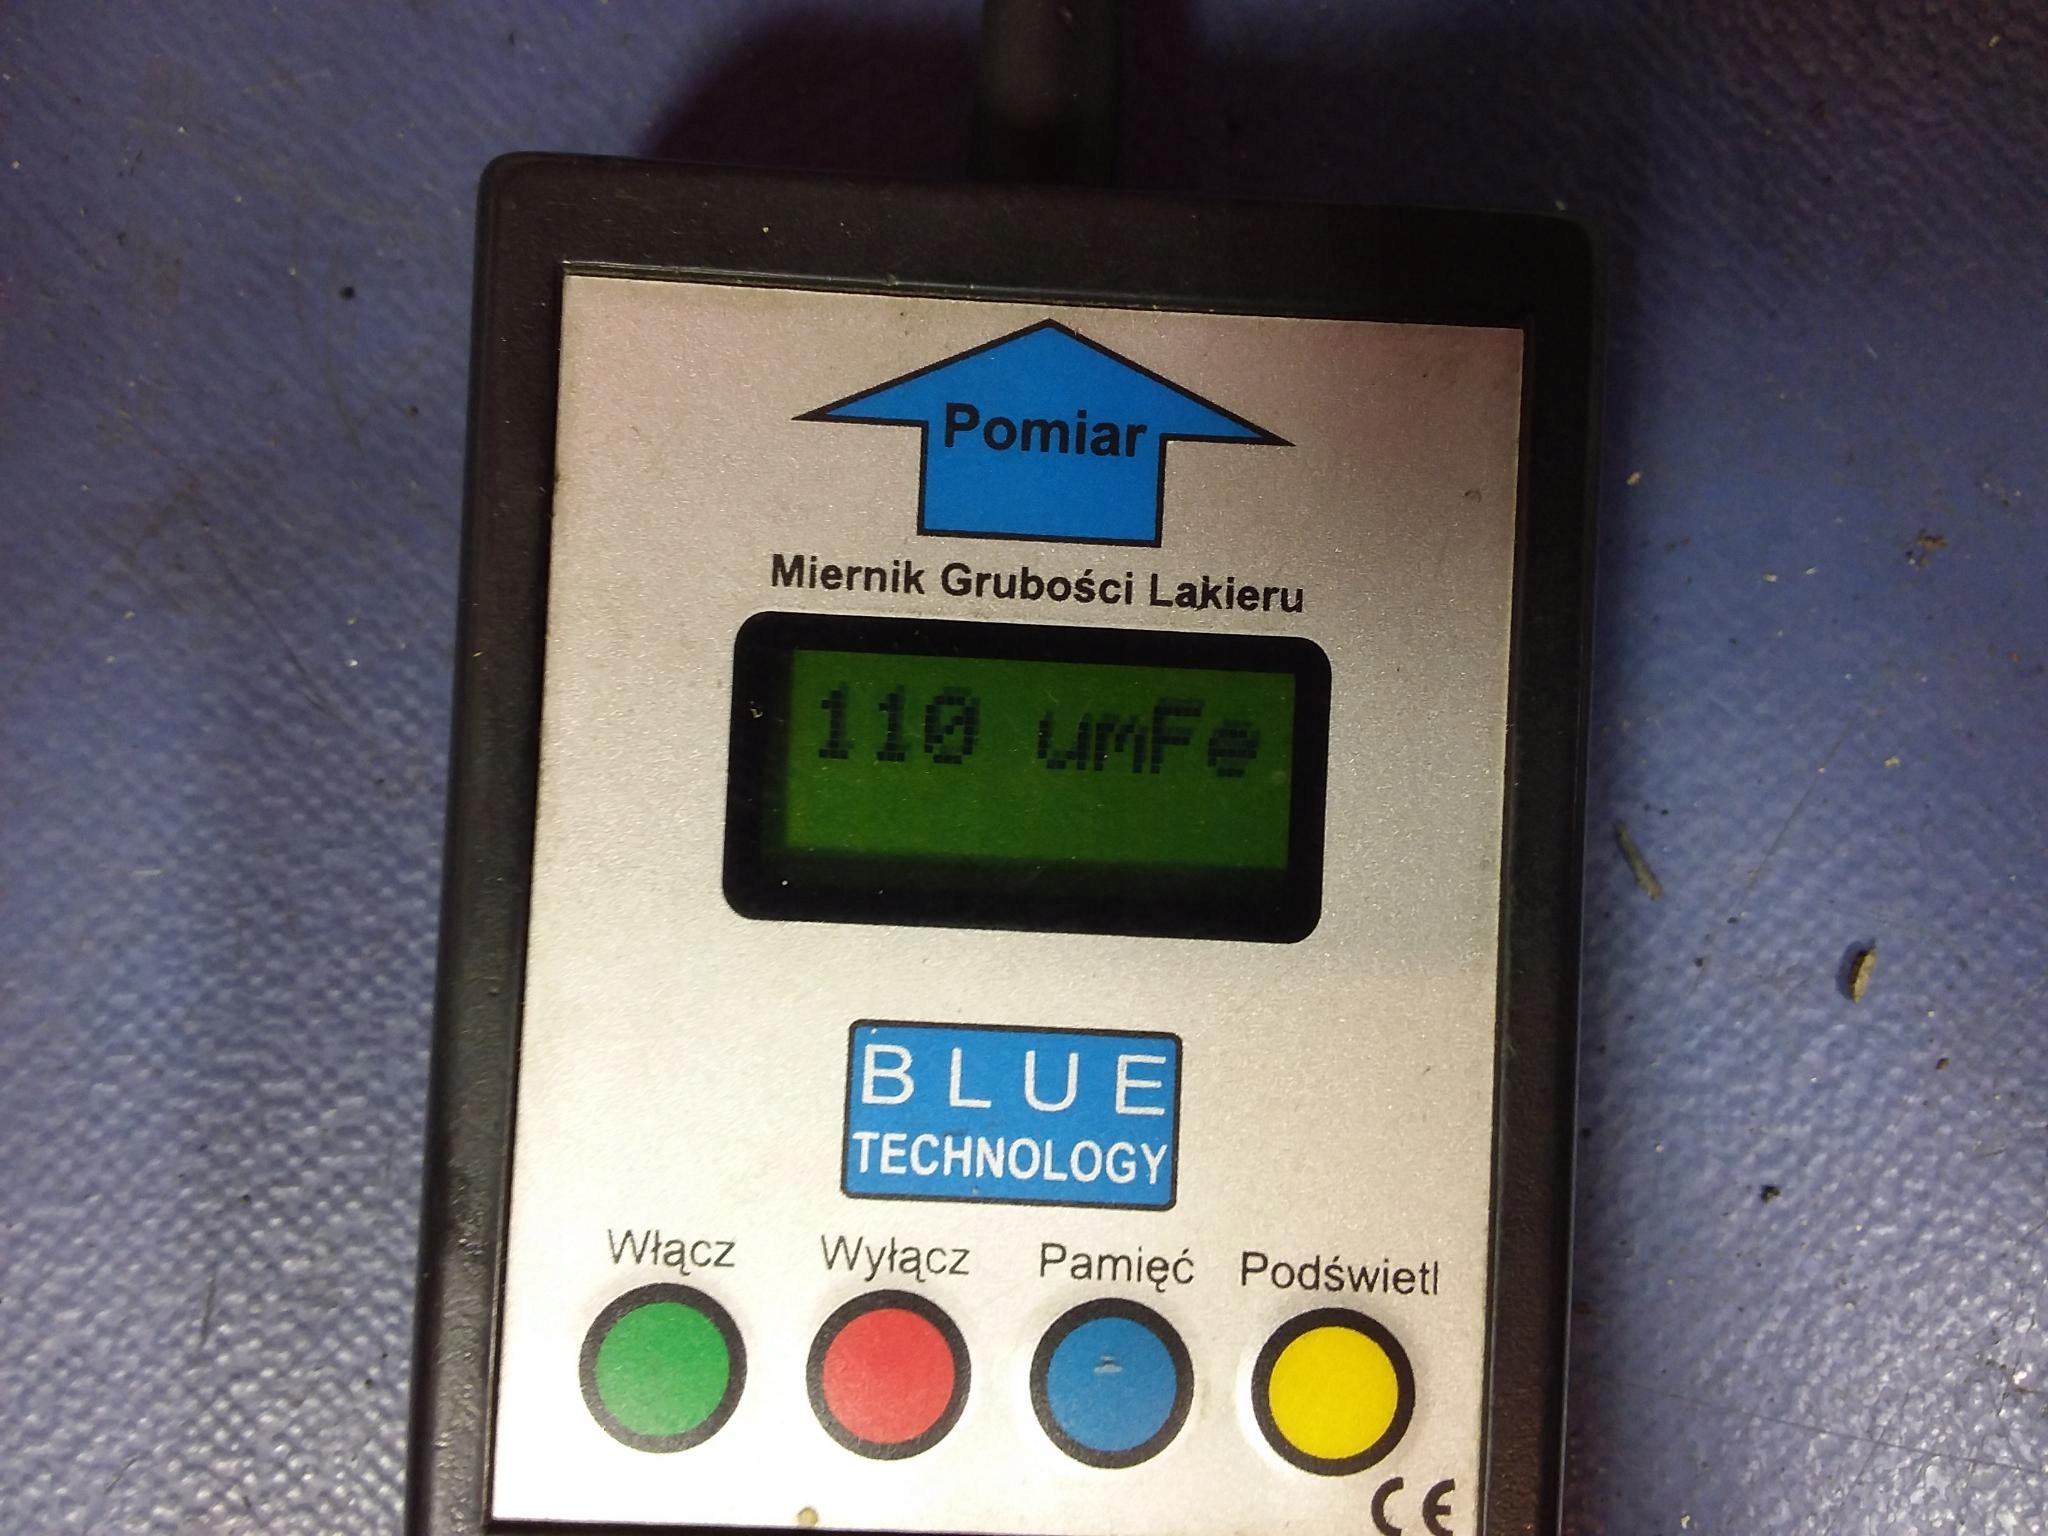 Pomiar
Miernik Grubości Lakieru
110 umFe
BLUE
TECHNOLOGY
Włącz Wyłącz Pamięć Podświetl
CE